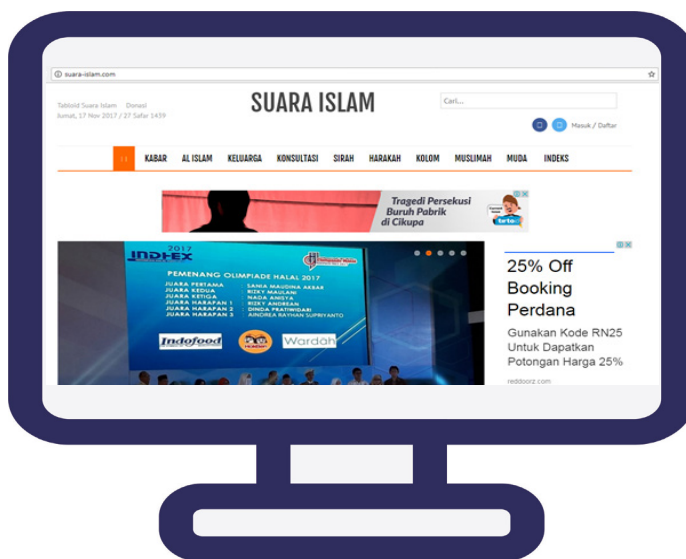 suara-islam.com
Tabloid Suara Islam Donasi
Jumat, 17 Nov 2017 / 27 Safar 1439
SUARA ISLAM
Cari...
Masuk / Daftar
KABAR AL ISLAM KELUARGA KONSULTASI SIRAH HARAKAH KOLOM MUSLIMAH MUDA INDEKS
Tragedi Persekusi
Buruh Pabrik
di Cikupa
tirto
2017
INDHEX
PEMENANG OLIMPIADE HALAL 2017
JUARA PERTAMA : SANIA MAUDINA AKBAR
JUARA KEDUA : RIZKY MAULANI
JUARA KETIGA : NADA ANISYA
JUARA HARAPAN 1 : RIZKY ANDREAN
JUARA HARAPAN 2 : DINDA PRATIWIDARI
JUARA HARAPAN 3 : AINDREA RAYHAN SUPRIYANTO
Indofood
Wardah
25% Off
Booking
Perdana
Gunakan Kode RN25
Untuk Dapatkan
Potongan Harga 25%
reddoorz.com